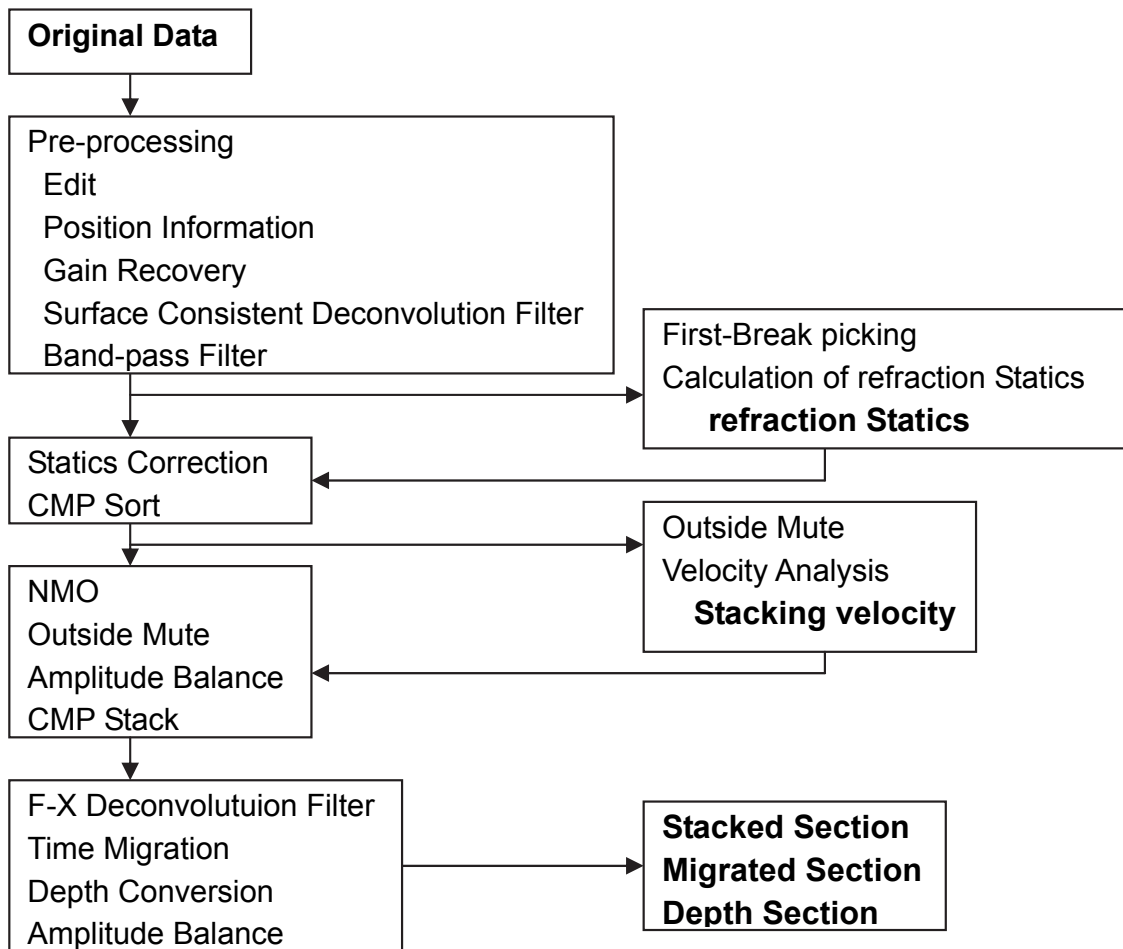 Original Data
Pre-processing
Edit
Position Information
Gain Recovery
Surface Consistent Deconvolution Filter
Band-pass Filter
First-Break picking
Calculation of refraction Statics
refraction Statics
Statics Correction
CMP Sort
Outside Mute
Velocity Analysis
Stacking velocity
NMO
Outside Mute
Amplitude Balance
CMP Stack
F-X Deconvolutuion Filter
Time Migration
Depth Conversion
Amplitude Balance
Stacked Section
Migrated Section
Depth Section